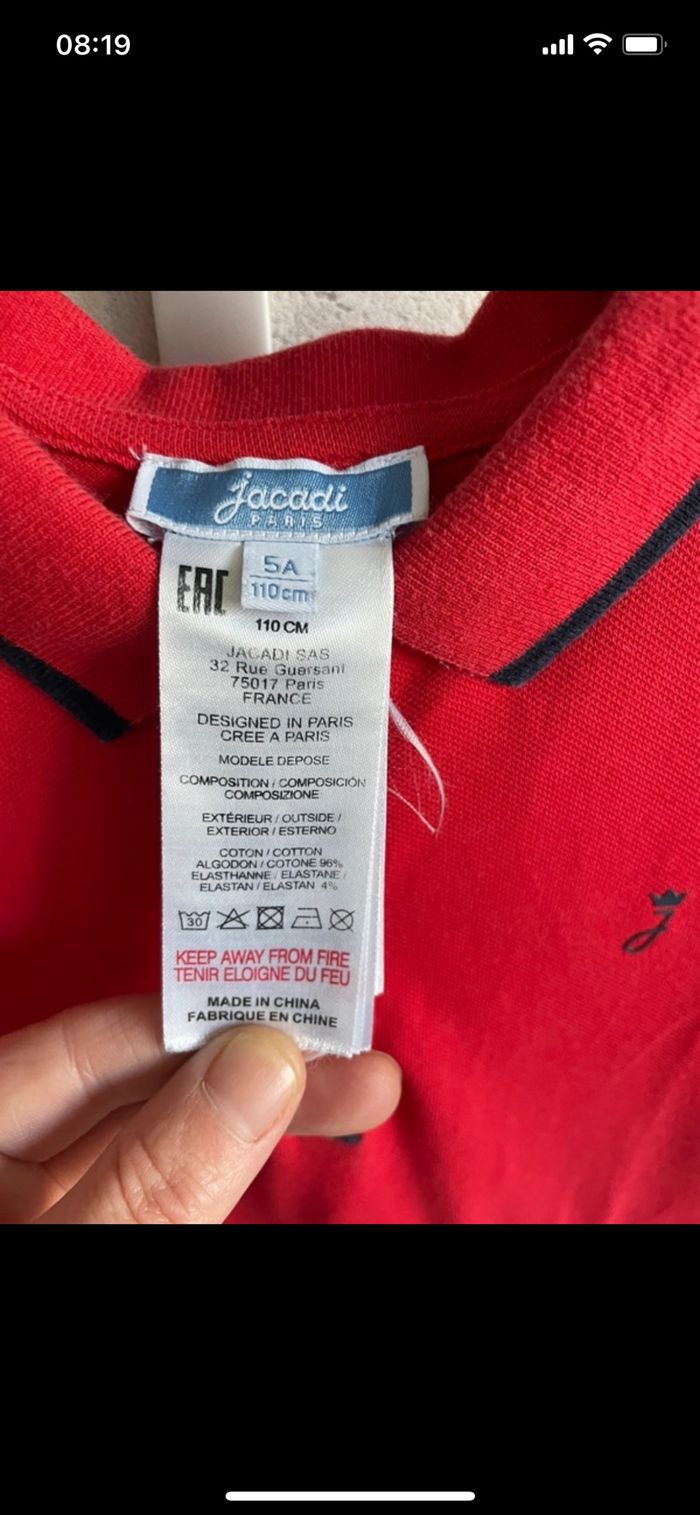 08:19
jacadi
PARIS
5A
110cm
EAC
110 CM
JACADI SAS
32 Rue Guersant
75017 Paris
FRANCE
DESIGNED IN PARIS
CREE A PARIS
MODELE DEPOSE
COMPOSITION / COMPOSICIÓN
COMPOSIZIONE
EXTÉRIEUR / OUTSIDE /
EXTERIOR / ESTERNO
COTON / COTTON
ALGODON / COTONE 96%
ELASTHANNE / ELASTANE /
ELASTAN / ELASTAN 4%
30
KEEP AWAY FROM FIRE
TENIR ELOIGNE DU FEU
MADE IN CHINA
FABRIQUE EN CHINE
J